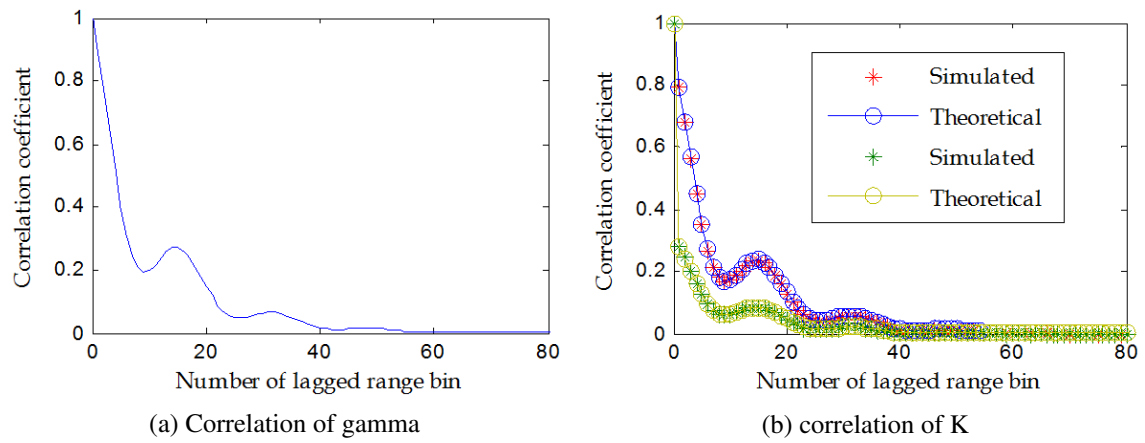 1
0.8
0.6
0.4
0.2
0
0 20 40 60 80
Correlation coefficient
Number of lagged range bin
(a) Correlation of gamma
1
0.8
0.6
0.4
0.2
0
0 20 40 60 80
Correlation coefficient
Number of lagged range bin
Simulated
Theoretical
Simulated
Theoretical
(b) correlation of K